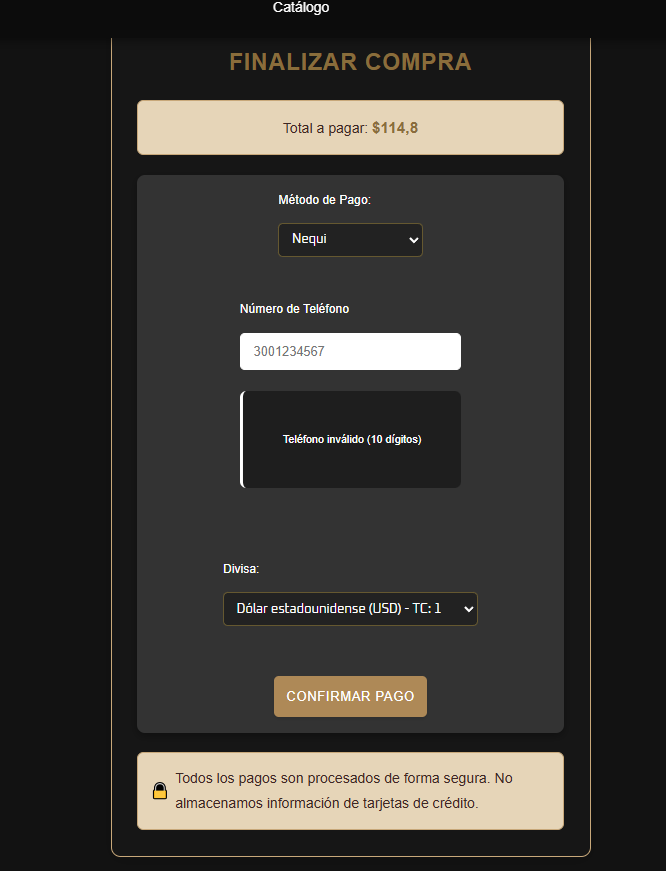 Catálogo
FINALIZAR COMPRA
Total a pagar: $114,8
Método de Pago:
Nequi
Número de Teléfono
3001234567
Teléfono inválido (10 dígitos)
Divisa:
Dólar estadounidense (USD) - TC: 1
CONFIRMAR PAGO
Todos los pagos son procesados de forma segura. No
almacenamos información de tarjetas de crédito.